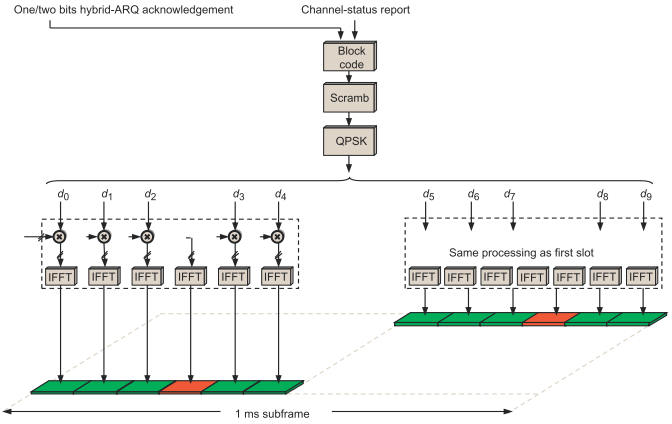 One/two bits hybrid-ARQ acknowledgement
Channel-status report
Block
code
Scramb
QPSK
d0 d1 d2 d3 d4
d5 d6 d7 d8 d9
Same processing as first slot
IFFT IFFT IFFT IFFT IFFT IFFT
IFFT IFFT IFFT IFFT IFFT IFFT IFFT
1 ms subframe